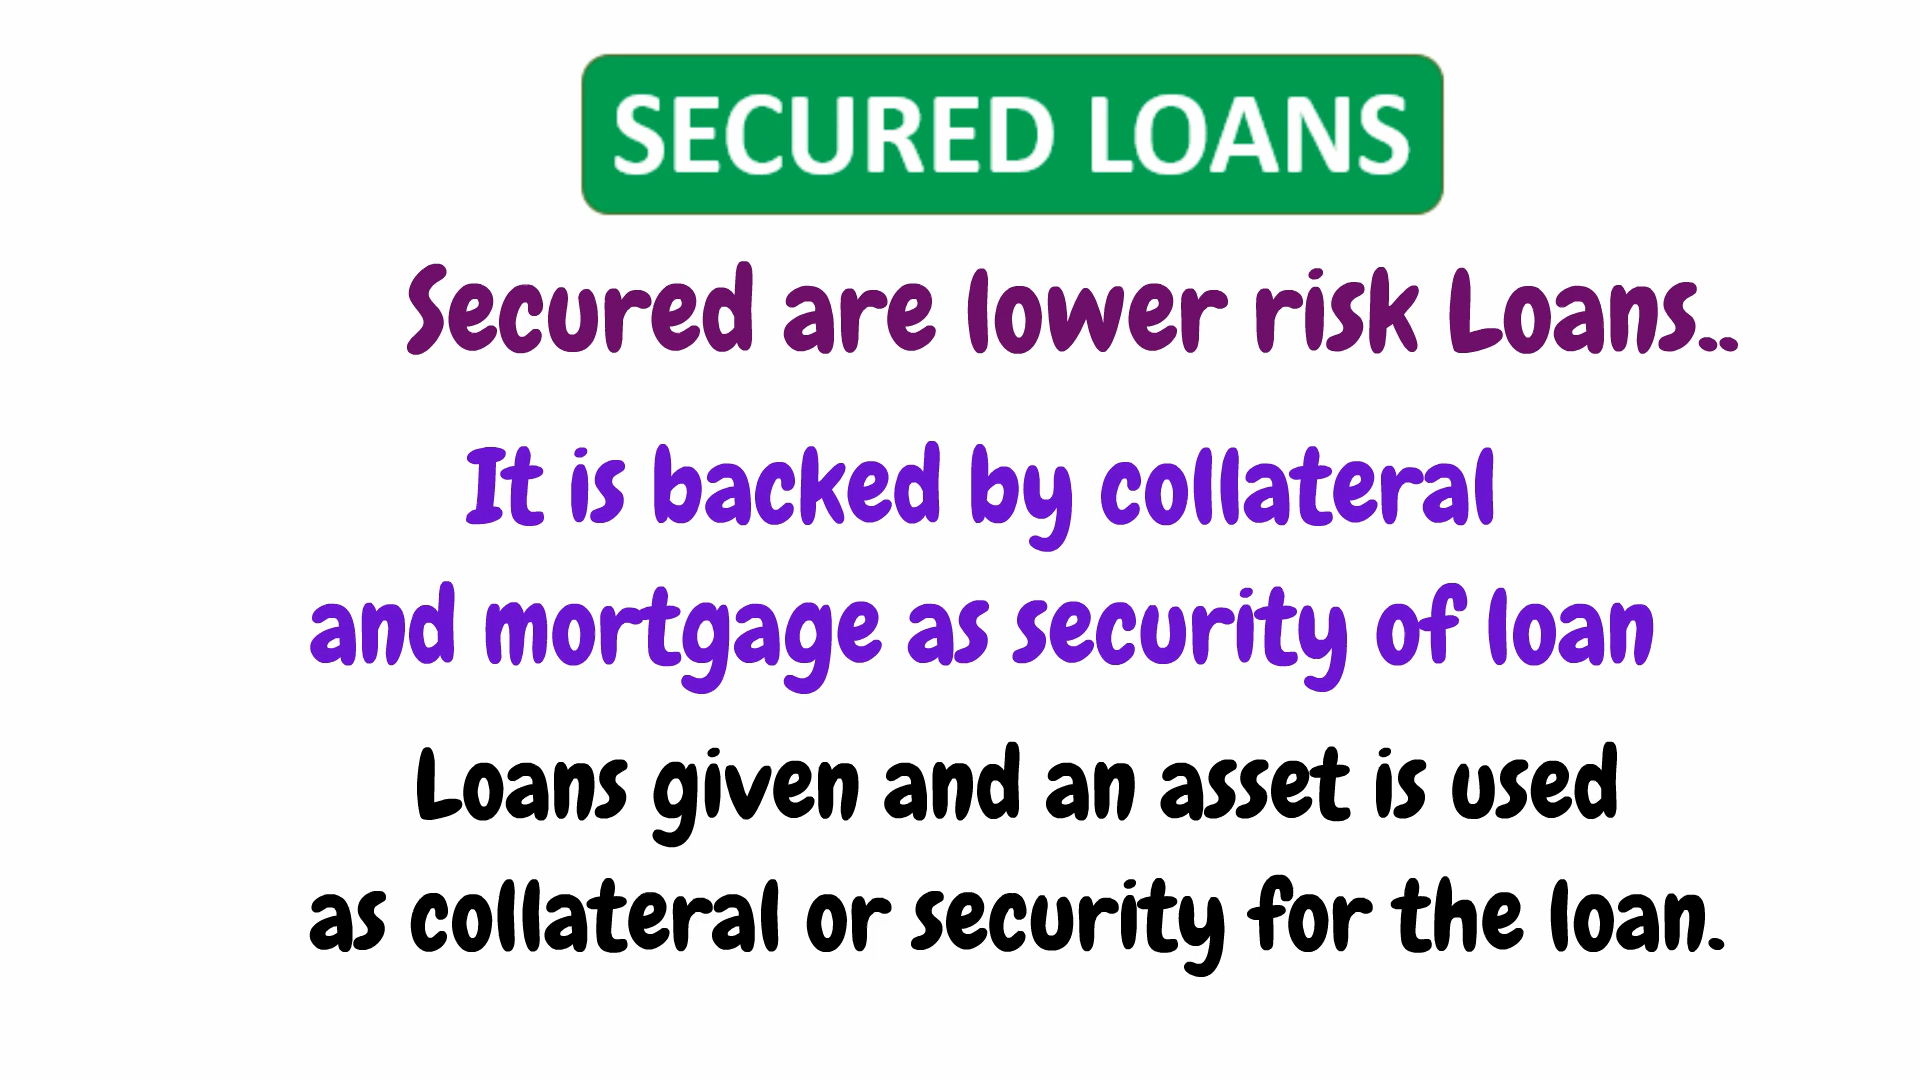 SECURED LOANS
Secured are lower risk Loans..
It is backed by collateral
and mortgage as security of loan
Loans given and an asset is used
as collateral or security for the loan.